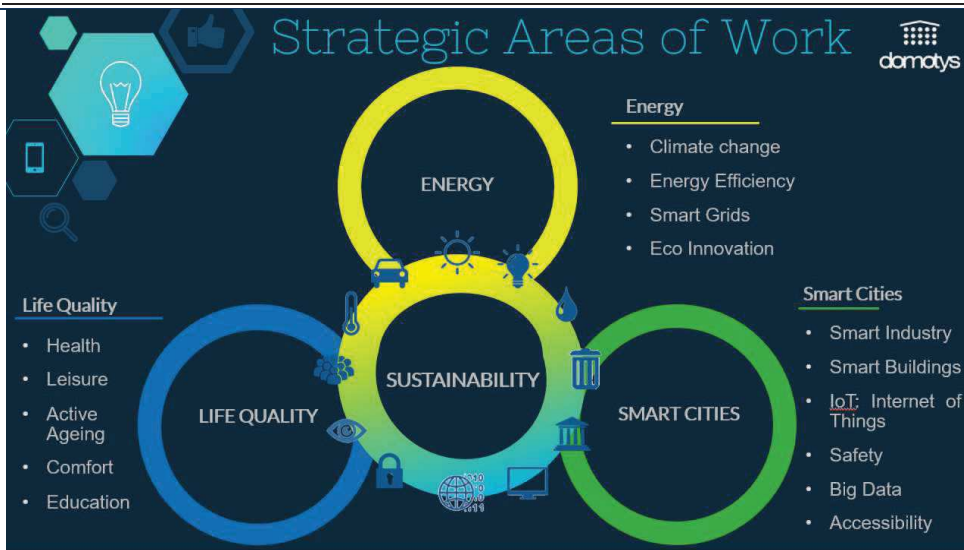 Strategic Areas of Work
domotys
Energy
• Climate change
• Energy Efficiency
• Smart Grids
• Eco Innovation
ENERGY
Life Quality
• Health
• Leisure
• Active
Ageing
• Comfort
• Education
LIFE QUALITY
SUSTAINABILITY
SMART CITIES
Smart Cities
• Smart Industry
• Smart Buildings
• IoT: Internet of
Things
• Safety
• Big Data
• Accessibility